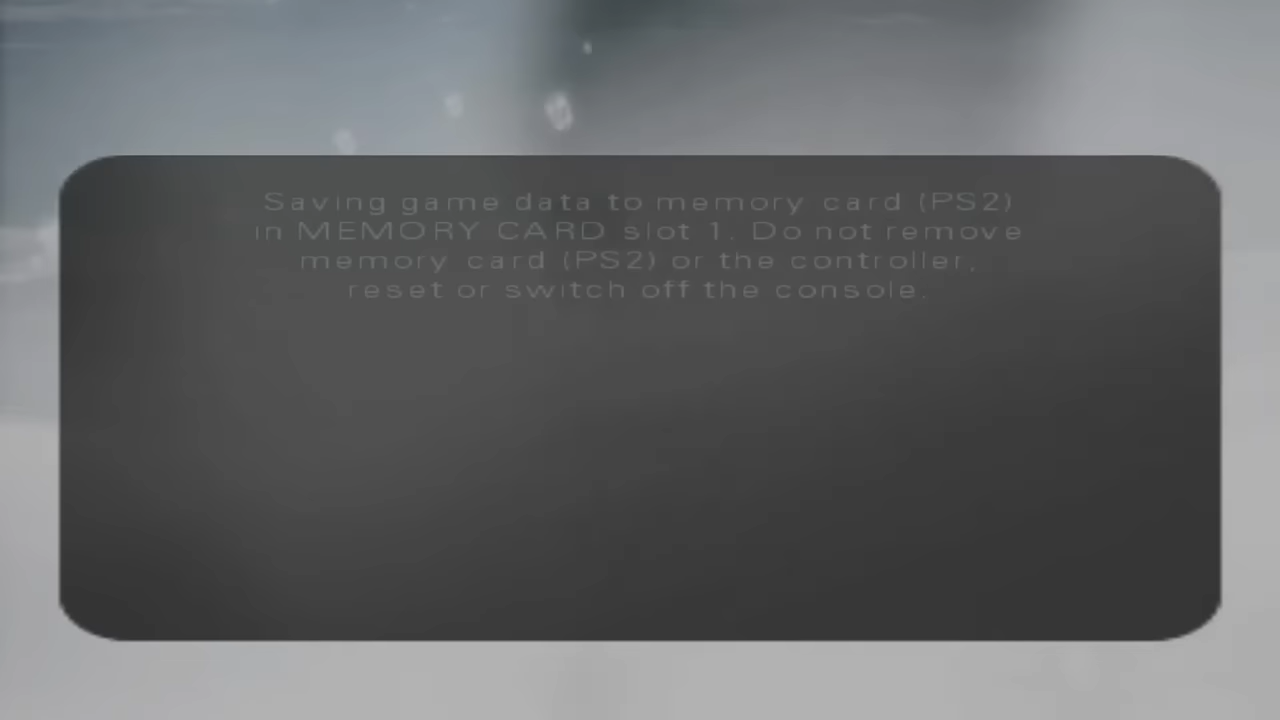 Saving game data to memory card (PS2)
in MEMORY CARD slot 1. Do not remove
memory card (PS2) or the controller,
reset or switch off the console.